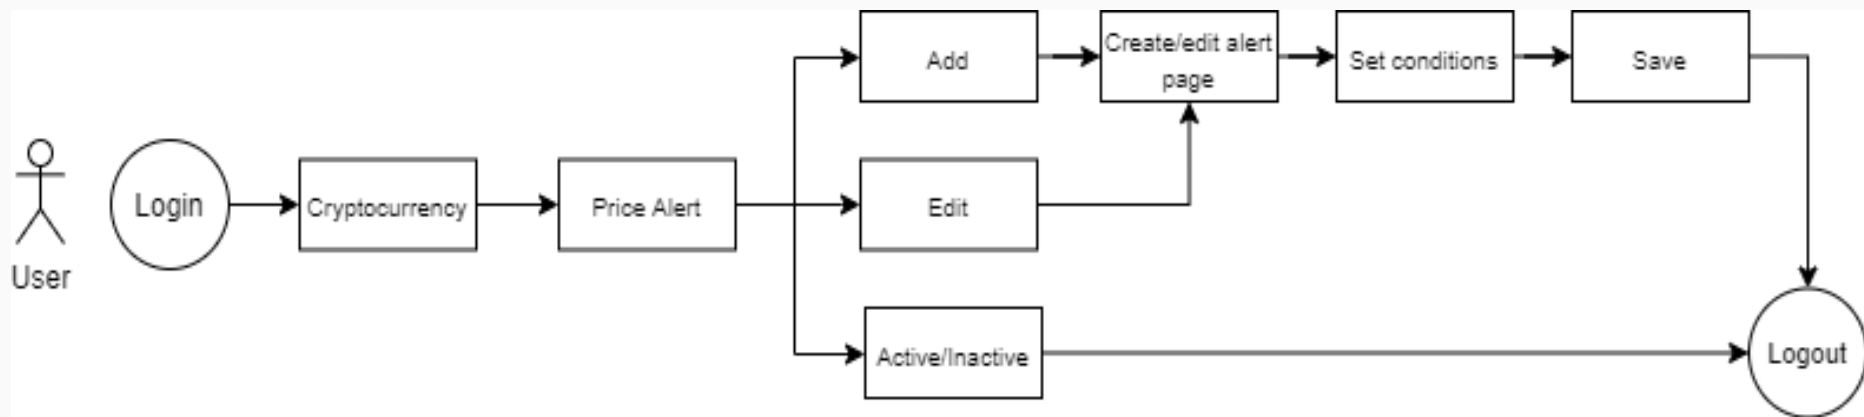 Add
Create/edit alert
page
Set conditions
Save
User
Login
Cryptocurrency
Price Alert
Edit
Active/Inactive
Logout